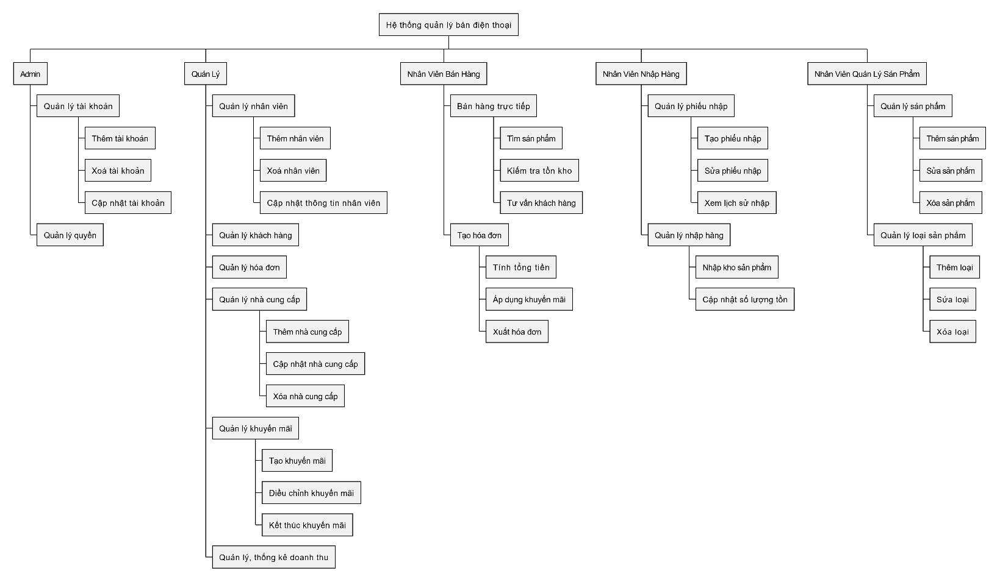 Hệ thống quản lý bán điện thoại
Admin
Quản lý tài khoản
Thêm tài khoản
Xoá tài khoản
Cập nhật tài khoản
Quản lý quyền
Quản Lý
Quản lý nhân viên
Thêm nhân viên
Xoá nhân viên
Cập nhật thông tin nhân viên
Quản lý khách hàng
Quản lý hóa đơn
Quản lý nhà cung cấp
Thêm nhà cung cấp
Cập nhật nhà cung cấp
Xóa nhà cung cấp
Quản lý khuyến mãi
Tạo khuyến mãi
Điều chỉnh khuyến mãi
Kết thúc khuyến mãi
Quản lý, thống kê doanh thu
Nhân Viên Bán Hàng
Bán hàng trực tiếp
Tìm sản phẩm
Kiểm tra tồn kho
Tư vấn khách hàng
Tạo hóa đơn
Tính tổng tiền
Áp dụng khuyến mãi
Xuất hóa đơn
Nhân Viên Nhập Hàng
Quản lý phiếu nhập
Tạo phiếu nhập
Sửa phiếu nhập
Xem lịch sử nhập
Quản lý nhập hàng
Nhập kho sản phẩm
Cập nhật số lượng tồn
Nhân Viên Quản Lý Sản Phẩm
Quản lý sản phẩm
Thêm sản phẩm
Sửa sản phẩm
Xóa sản phẩm
Quản lý loại sản phẩm
Thêm loại
Sửa loại
Xóa loại